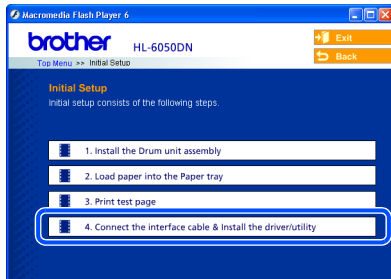 Macromedia Flash Player 6
brother HL-6050DN
Exit
Back
Top Menu >> Initial Setup
Initial Setup
Initial setup consists of the following steps.
1. Install the Drum unit assembly
2. Load paper into the Paper tray
3. Print test page
4. Connect the interface cable & Install the driver/utility